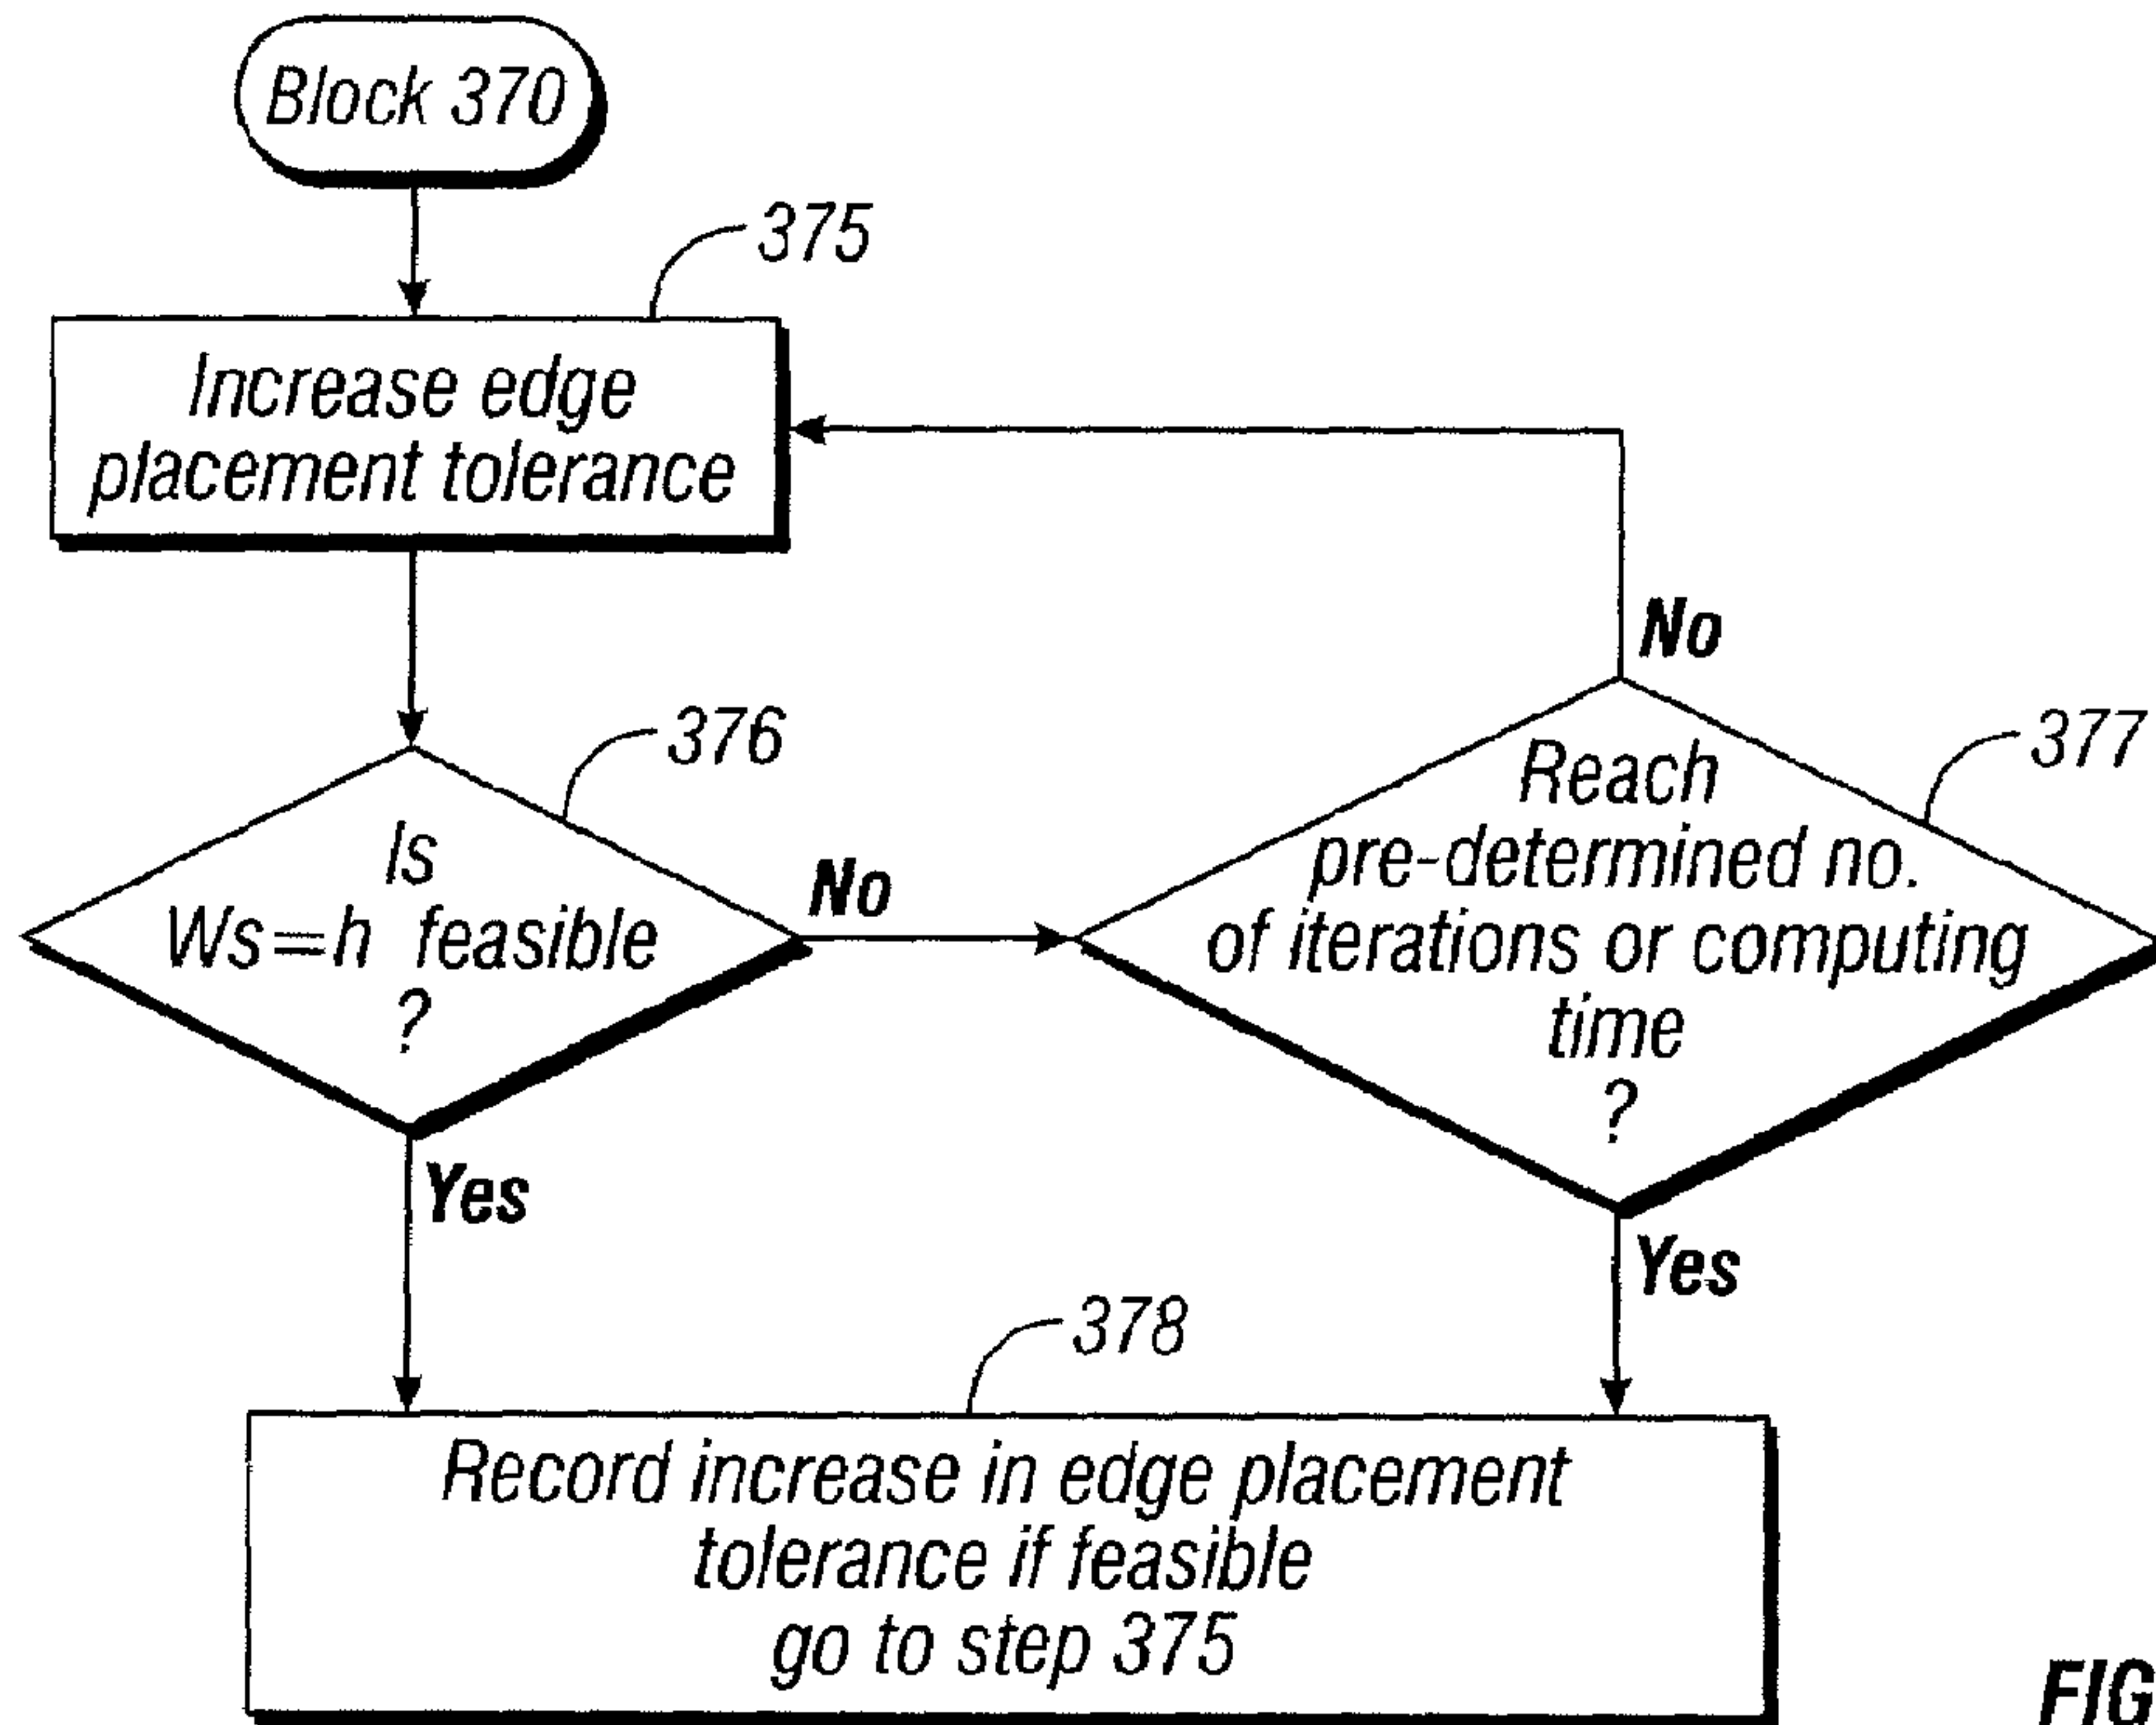 Block 370
375
Increase edge
placement tolerance
No
376
377
Is
Ws=h feasible
?
No
Reach
pre-determined no.
of iterations or computing
time
?
Yes
Yes
378
Record increase in edge placement
tolerance if feasible
go to step 375
FIG